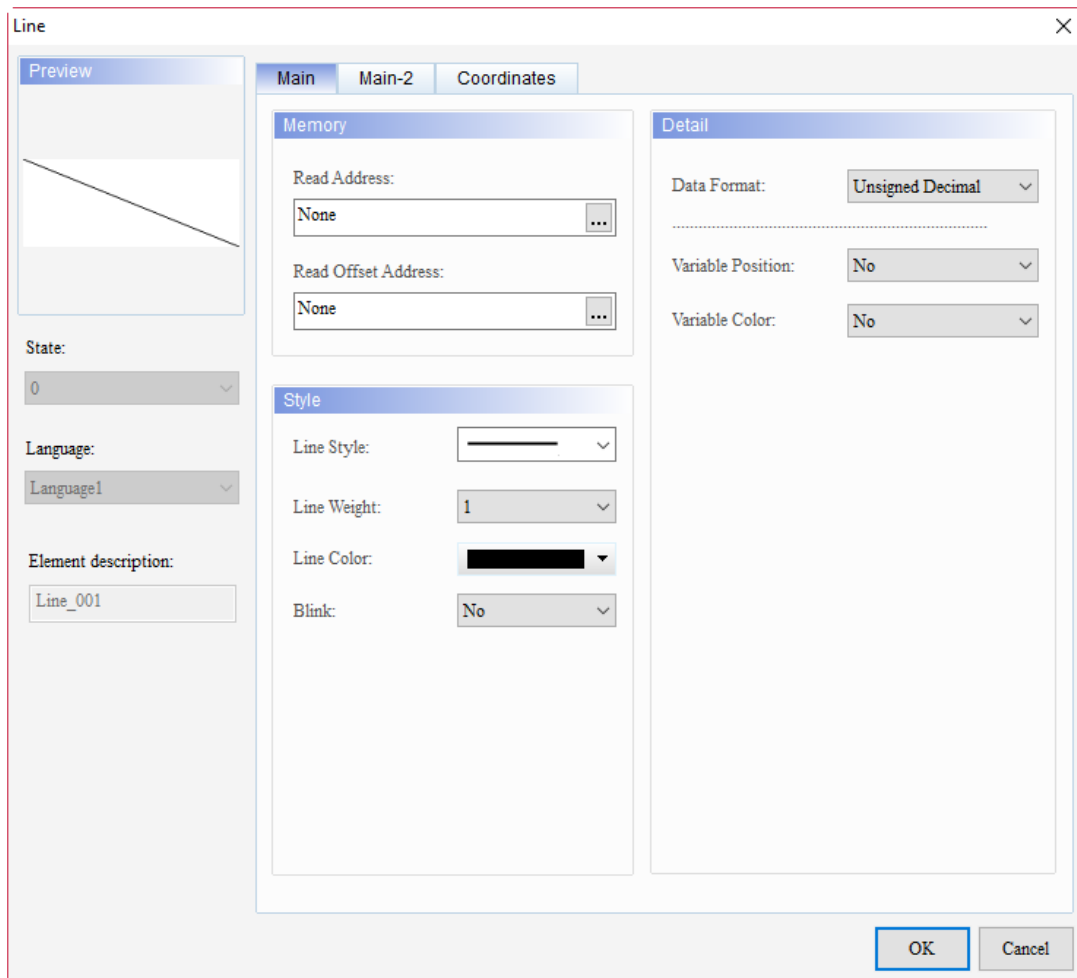 Line
Preview
State:
0
Language:
Language1
Element description:
Line_001
Main Main-2 Coordinates
Memory
Read Address:
None
...
Read Offset Address:
None
...
Style
Line Style:
Line Weight: 1
Line Color:
Blink: No
Detail
Data Format: Unsigned Decimal
Variable Position: No
Variable Color: No
OK Cancel